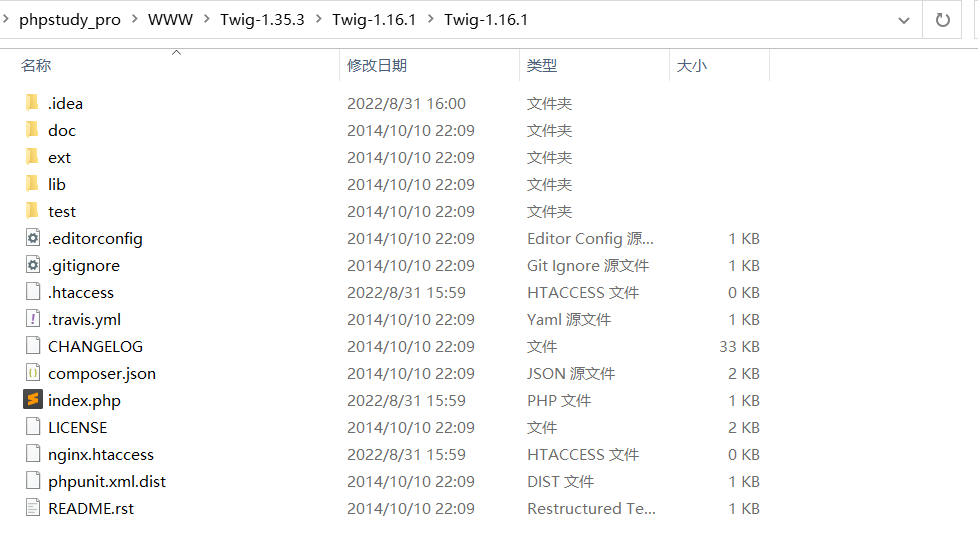 phpstudy_pro > WWW > Twig-1.35.3 > Twig-1.16.1 > Twig-1.16.1
名称 修改日期 类型 大小
.idea 2022/8/31 16:00 文件夹
doc 2014/10/10 22:09 文件夹
ext 2014/10/10 22:09 文件夹
lib 2014/10/10 22:09 文件夹
test 2014/10/10 22:09 文件夹
.editorconfig 2014/10/10 22:09 Editor Config 源... 1 KB
.gitignore 2014/10/10 22:09 Git Ignore 源文件 1 KB
.htaccess 2022/8/31 15:59 HTACCESS 文件 0 KB
.travis.yml 2014/10/10 22:09 Yaml 源文件 1 KB
CHANGELOG 2014/10/10 22:09 文件 33 KB
composer.json 2014/10/10 22:09 JSON 源文件 2 KB
index.php 2022/8/31 15:59 PHP 文件 1 KB
LICENSE 2014/10/10 22:09 文件 2 KB
nginx.htaccess 2022/8/31 15:59 HTACCESS 文件 0 KB
phpunit.xml.dist 2014/10/10 22:09 DIST 文件 1 KB
README.rst 2014/10/10 22:09 Restructured Te... 1 KB